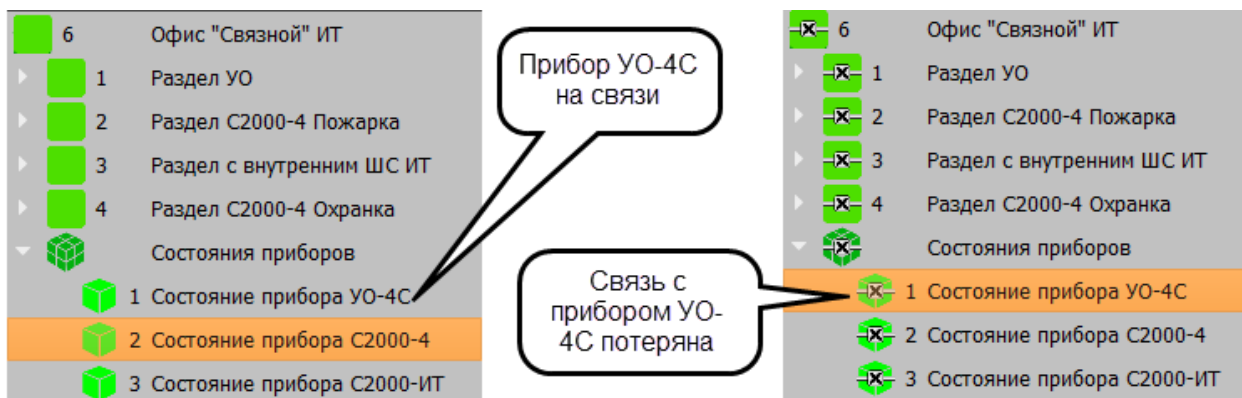 6 Офис "Связной" ИТ
1 Раздел УО
2 Раздел С2000-4 Пожарка
3 Раздел с внутренним ШС ИТ
4 Раздел С2000-4 Охранка
Состояния приборов
1 Состояние прибора УО-4С
2 Состояние прибора С2000-4
3 Состояние прибора С2000-ИТ
Прибор УО-4С
на связи
Связь с
прибором УО-
4С потеряна
6 Офис "Связной" ИТ
1 Раздел УО
2 Раздел С2000-4 Пожарка
3 Раздел с внутренним ШС ИТ
4 Раздел С2000-4 Охранка
Состояния приборов
1 Состояние прибора УО-4С
2 Состояние прибора С2000-4
3 Состояние прибора С2000-ИТ